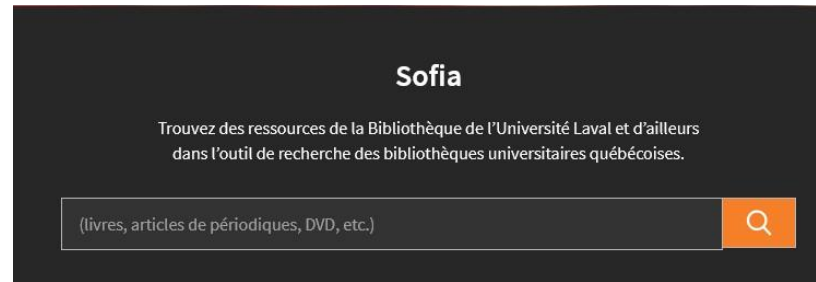 Sofia
Trouvez des ressources de la Bibliothèque de l'Université Laval et d'ailleurs
dans l'outil de recherche des bibliothèques universitaires québécoises.
(livres, articles de périodiques, DVD, etc.)